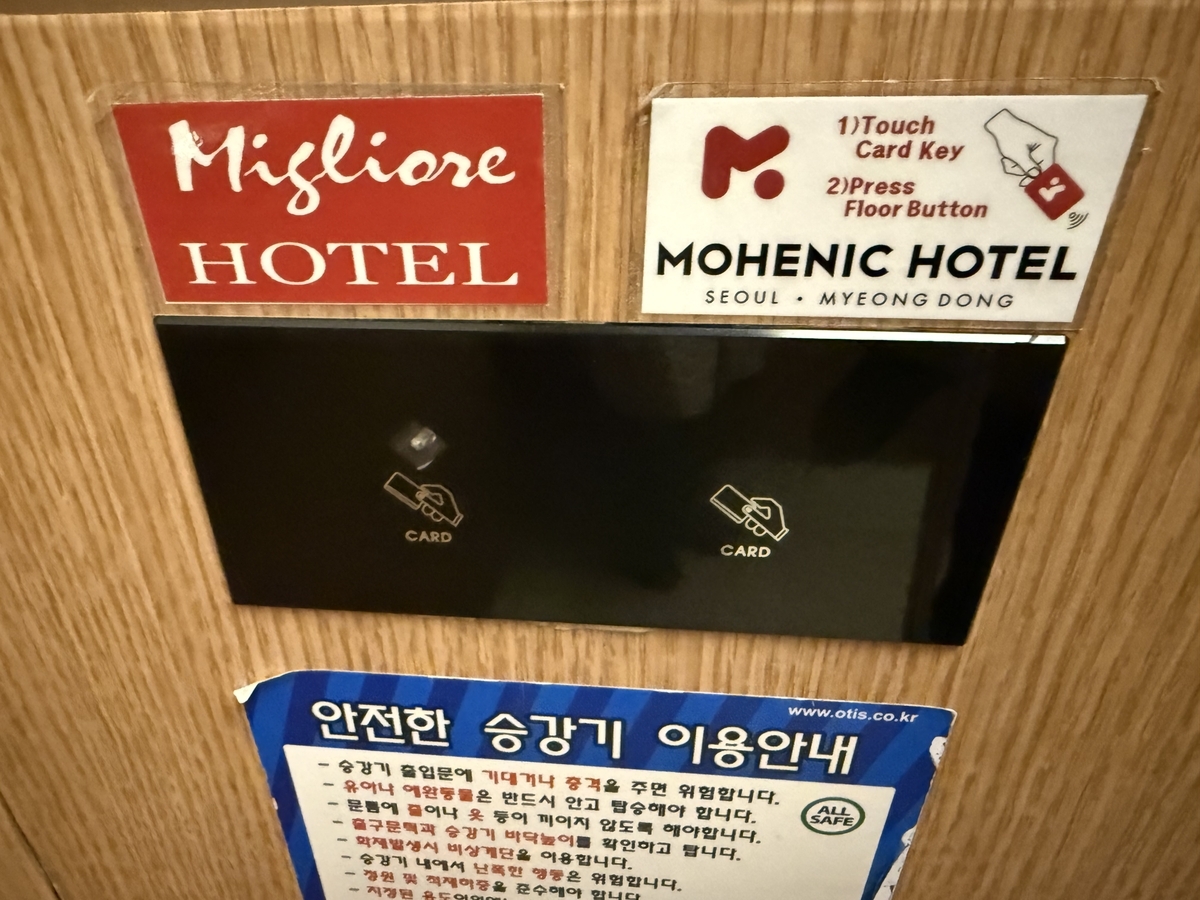 Migliore
HOTEL
1)Touch
Card Key
2)Press
Floor Button
MOHENIC HOTEL
SEOUL • MYEONG DONG
CARD
CARD
www.otis.co.kr
안전한 승강기 이용안내
- 승강기 출입문에 기대거나 충격을 주면 위험합니다.
- 유아나 애완동물은 반드시 안고 탑승해야 합니다.
- 문틈에 줄이나 옷 등이 끼이지 않도록 해야합니다.
- 출구문턱과 승강기 바닥높이를 확인하고 탑니다.
- 화재발생시 비상계단을 이용합니다.
- 승강기 내에서 난폭한 행동은 위험합니다.
- 정원 및 적재하중을 준수해야 합니다.
- 지정된
ALL
SAFE